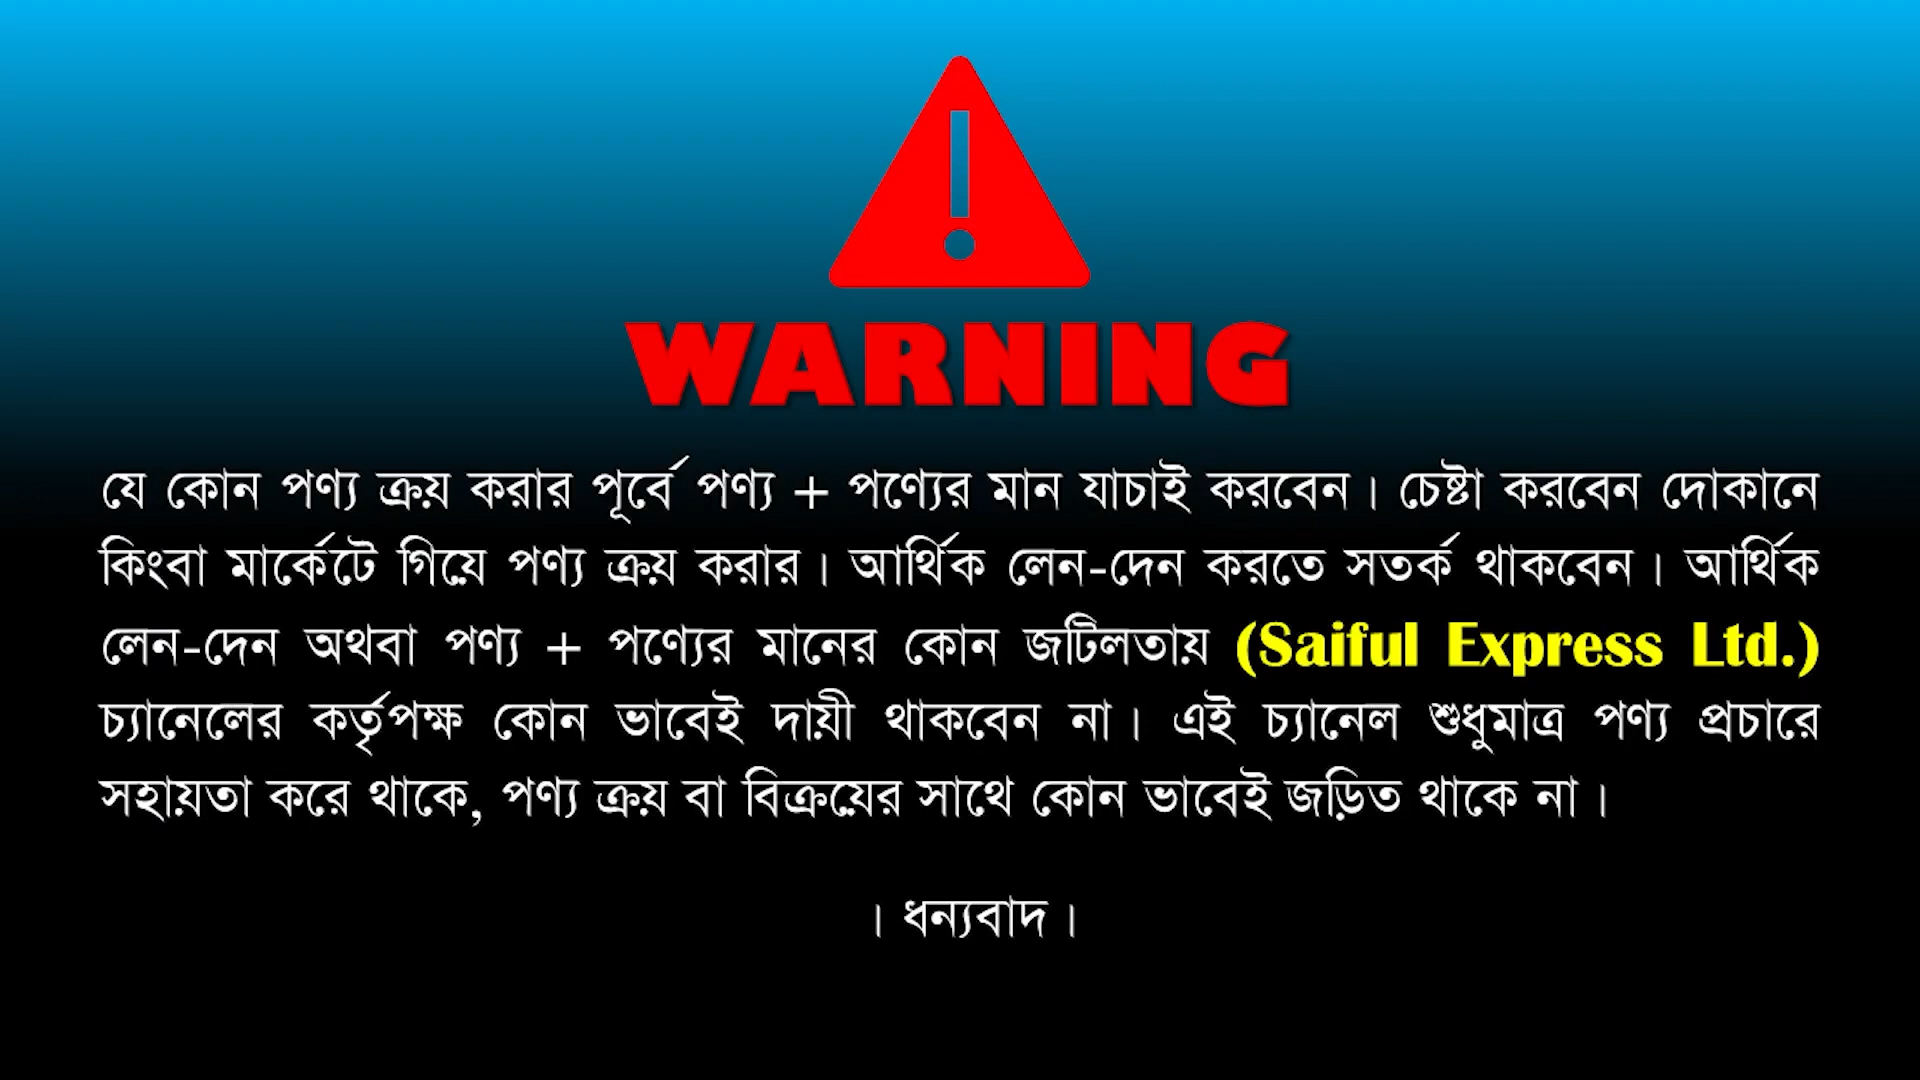 WARNING
যে কোন পণ্য ক্রয় করার পূর্বে পণ্য + পণ্যের মান যাচাই করবেন। চেষ্টা করবেন দোকানে
কিংবা মার্কেটে গিয়ে পণ্য ক্রয় করার। আর্থিক লেন-দেন করতে সতর্ক থাকবেন। আর্থিক
লেন-দেন অথবা পণ্য + পণ্যের মানের কোন জটিলতায় (Saiful Express Ltd.)
চ্যানেলের কর্তৃপক্ষ কোন ভাবেই দায়ী থাকবেন না। এই চ্যানেল শুধুমাত্র পণ্য প্রচারে
সহায়তা করে থাকে, পণ্য ক্রয় বা বিক্রয়ের সাথে কোন ভাবেই জড়িত থাকে না।
। ধন্যবাদ ।